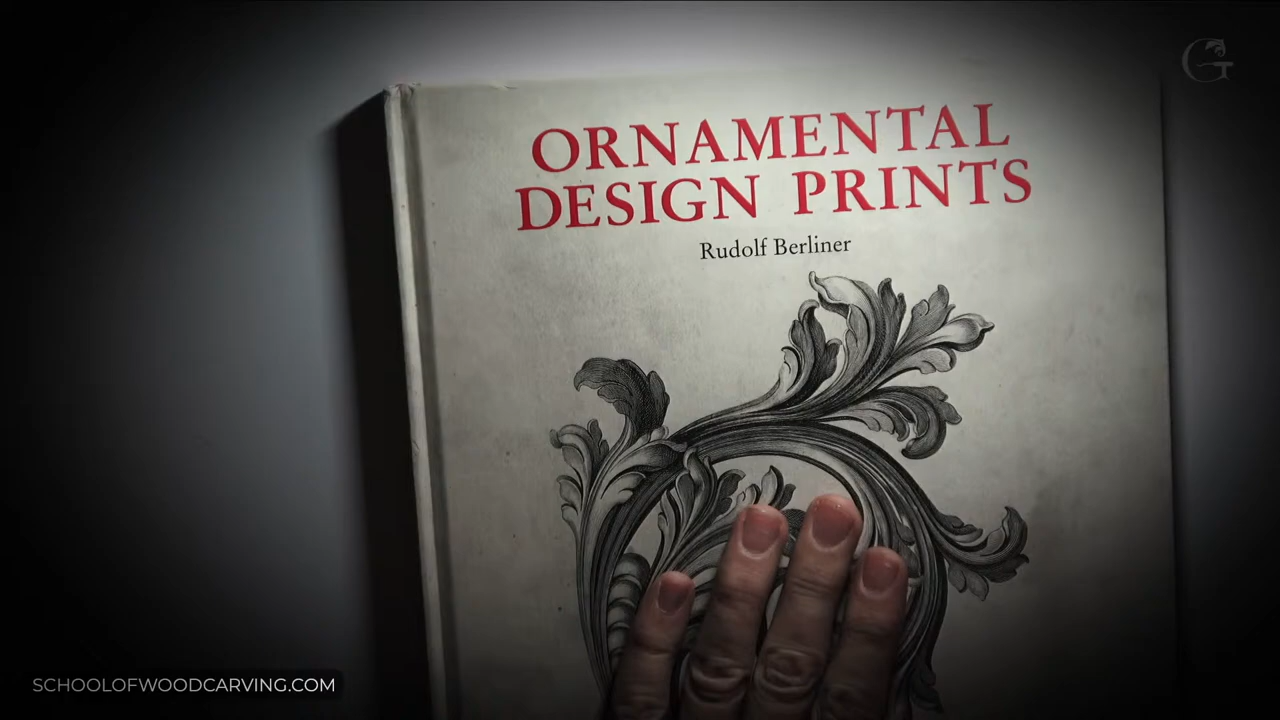 ORNAMENTAL
DESIGN PRINTS
Rudolf Berliner
G
SCHOOLOFWOODCARVING.COM